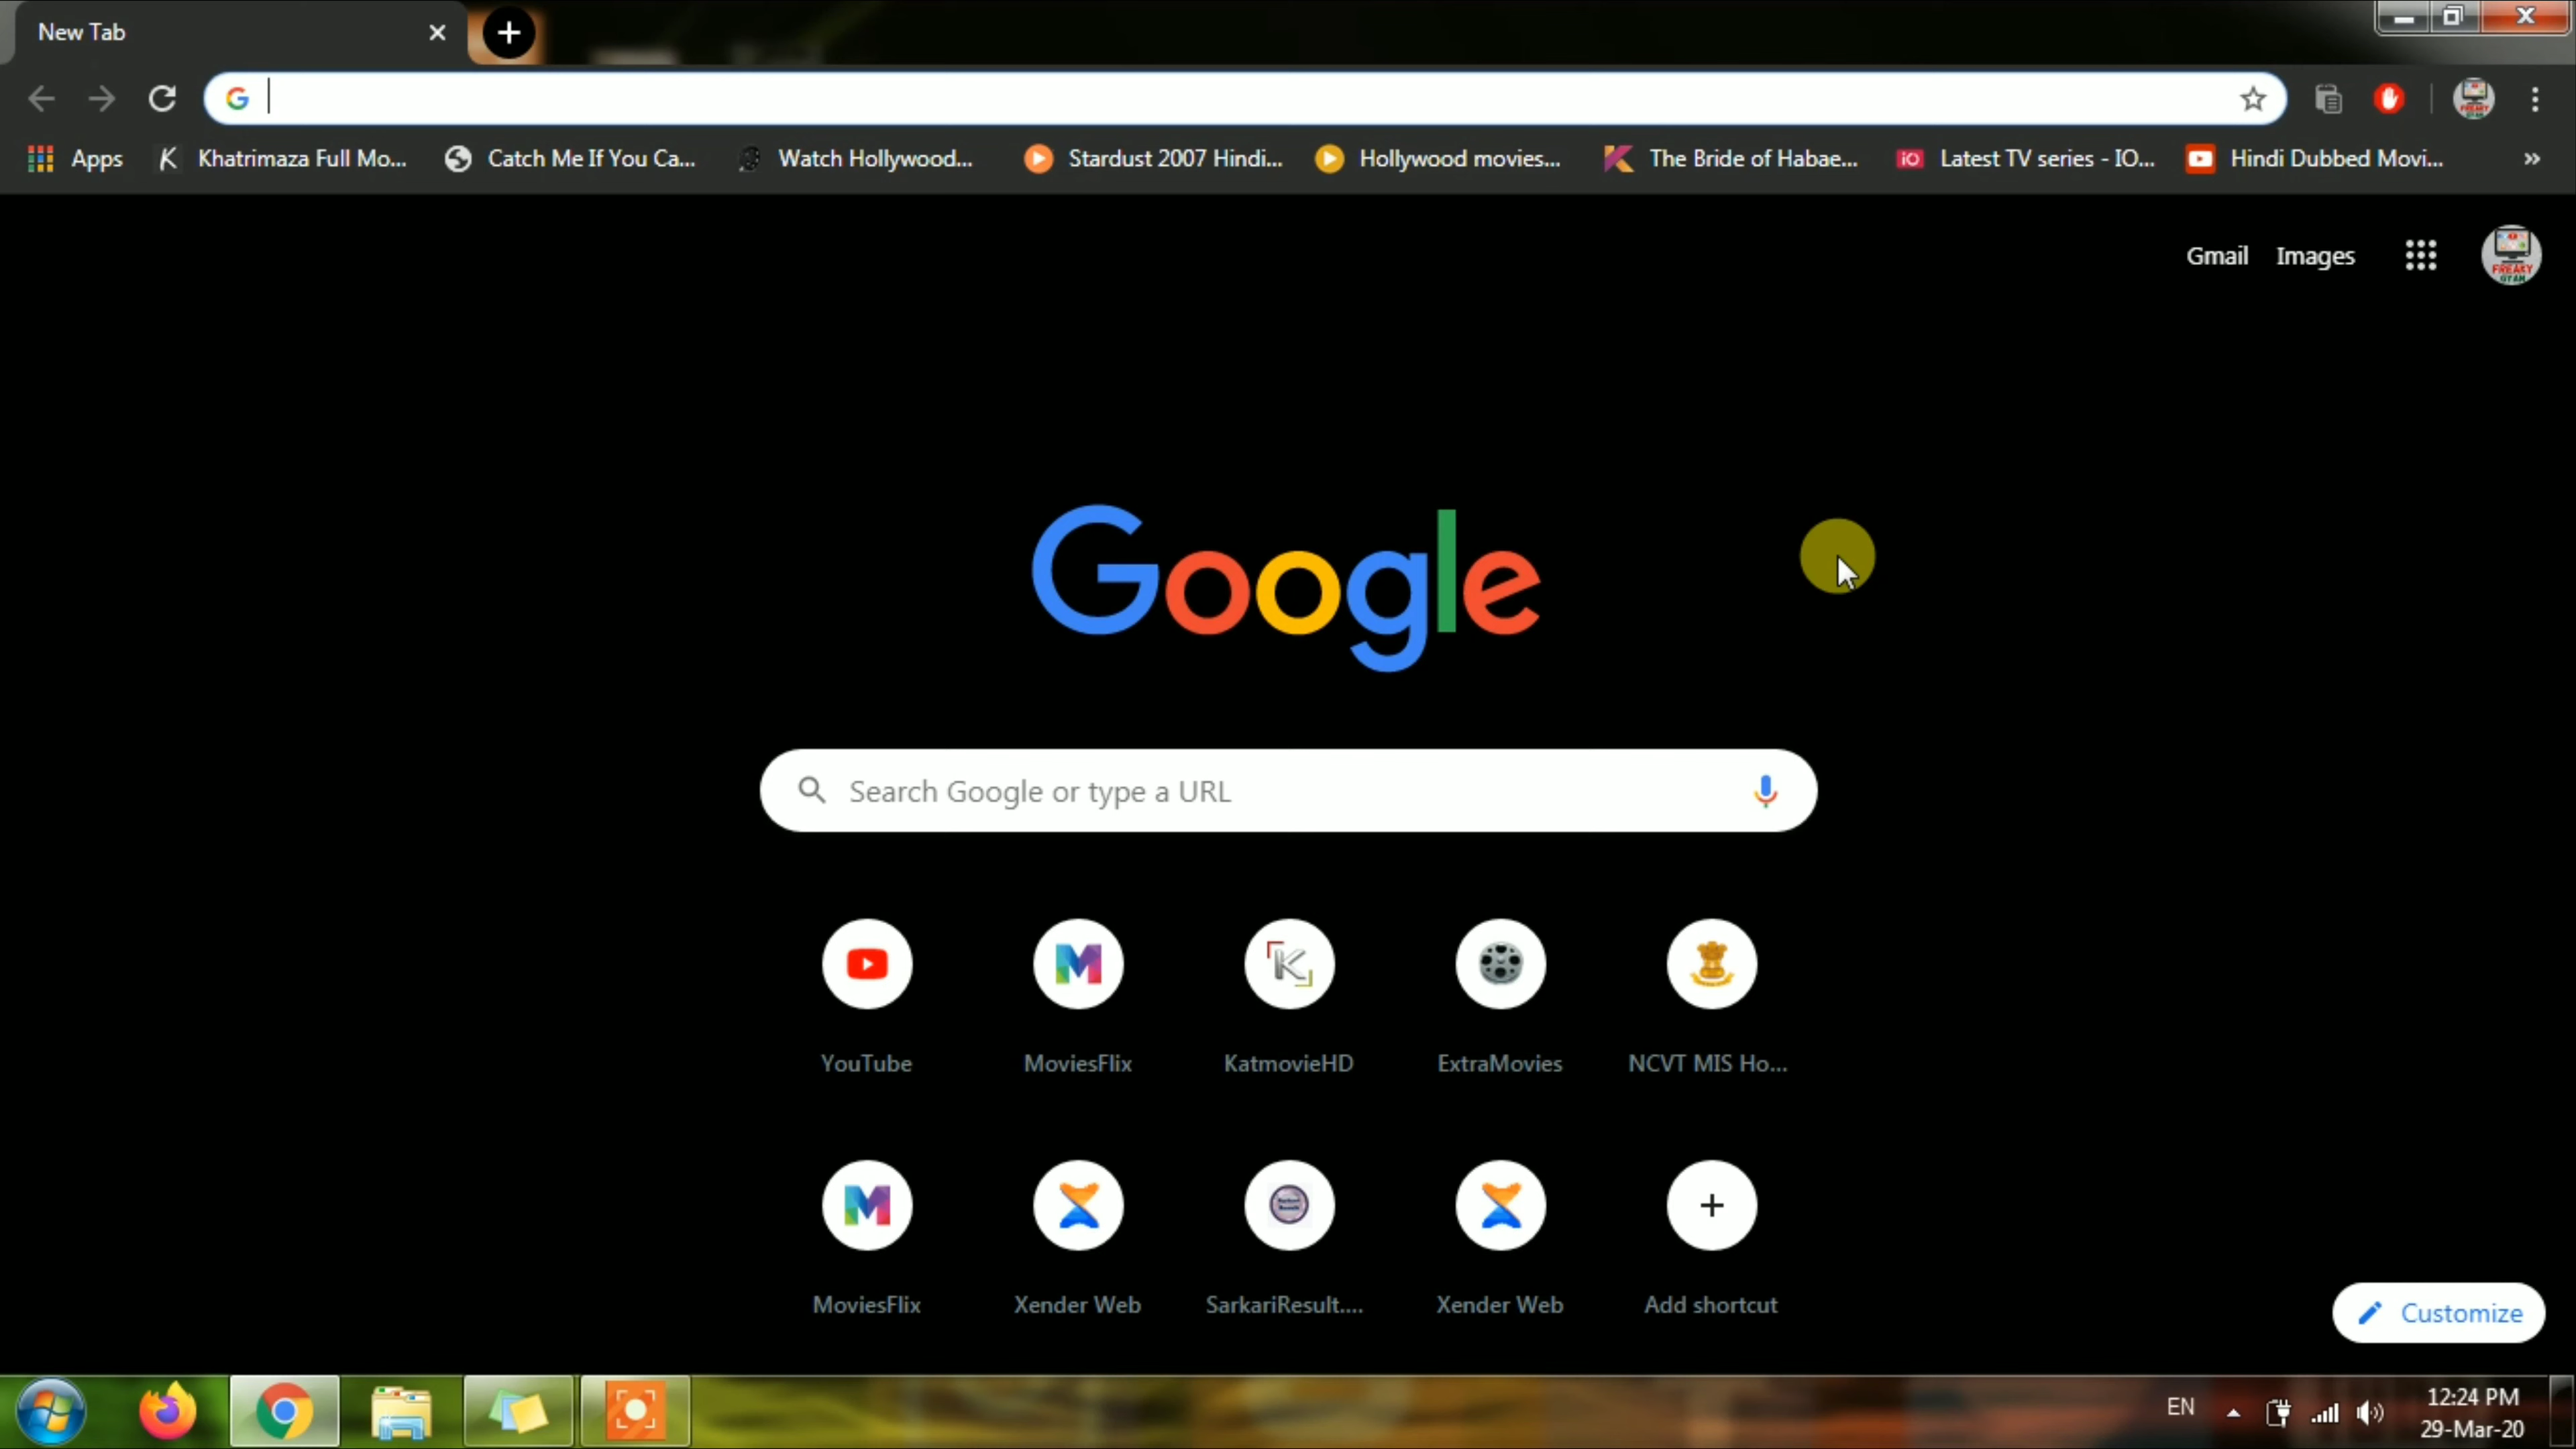 New Tab
Apps
Khatrimaza Full Mo...
Catch Me If You Ca...
Watch Hollywood...
Stardust 2007 Hindi...
Hollywood movies...
The Bride of Habae...
iO
Latest TV series - IO...
Hindi Dubbed Movi...
Gmail
Images
FREAKY
GYAN
Google
Search Google or type a URL
YouTube
MoviesFlix
KatmovieHD
ExtraMovies
NCVT MIS Ho...
MoviesFlix
Xender Web
SarkariResult....
Xender Web
Add shortcut
Customize
EN
12:24 PM
29-Mar-20